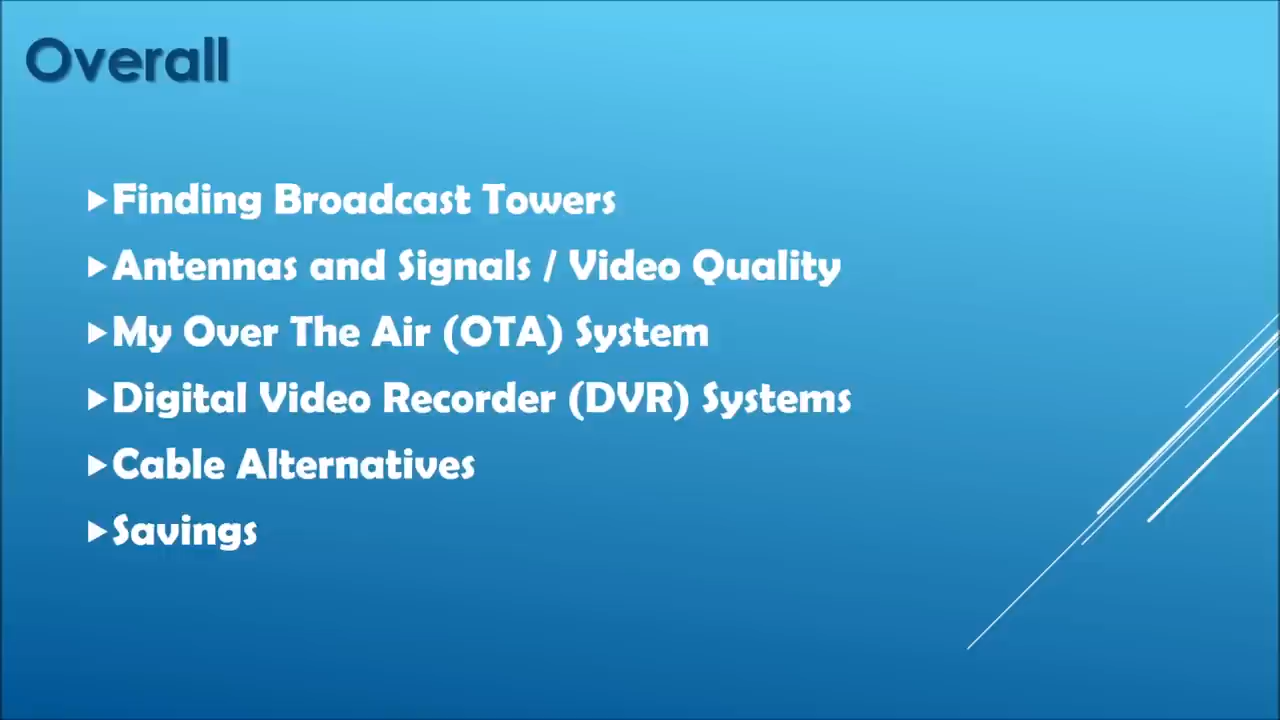 Overall
Finding Broadcast Towers
Antennas and Signals / Video Quality
My Over The Air (OTA) System
Digital Video Recorder (DVR) Systems
Cable Alternatives
Savings